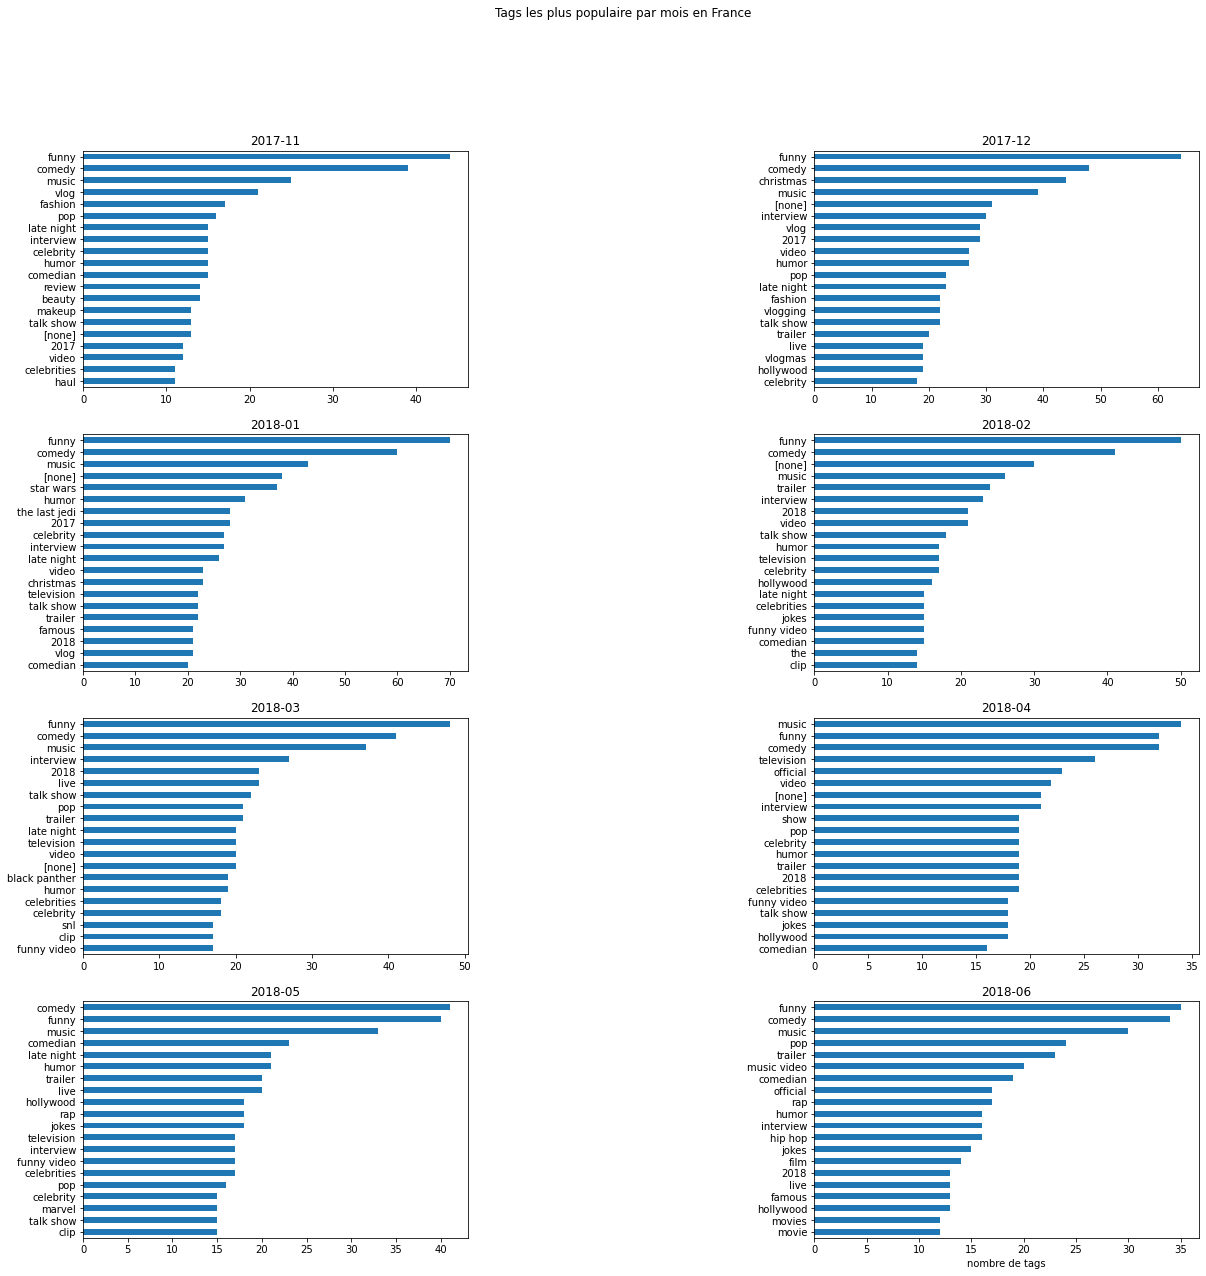 Tags les plus populaire par mois en France
2017-11
funny
comedy
music
vlog
fashion
pop
late night
interview
celebrity
humor
comedian
review
beauty
makeup
talk show
[none]
2017
video
celebrities
haul
0 10 20 30 40
2017-12
funny
comedy
christmas
music
[none]
interview
vlog
2017
video
humor
pop
late night
fashion
vlogging
talk show
trailer
live
vlogmas
hollywood
celebrity
0 10 20 30 40 50 60
2018-01
funny
comedy
music
[none]
star wars
humor
the last jedi
2017
celebrity
interview
late night
video
christmas
television
talk show
trailer
famous
2018
vlog
comedian
0 10 20 30 40 50 60 70
2018-02
funny
comedy
[none]
music
trailer
interview
2018
video
talk show
humor
television
celebrity
hollywood
late night
celebrities
jokes
funny video
comedian
the
clip
0 10 20 30 40 50
2018-03
funny
comedy
music
interview
2018
live
talk show
pop
trailer
late night
television
video
[none]
black panther
humor
celebrities
celebrity
snl
clip
funny video
0 10 20 30 40 50
2018-04
music
funny
comedy
television
official
video
[none]
interview
show
pop
celebrity
humor
trailer
2018
celebrities
funny video
talk show
jokes
hollywood
comedian
0 5 10 15 20 25 30 35
2018-05
comedy
funny
music
comedian
late night
humor
trailer
live
hollywood
rap
jokes
television
interview
funny video
celebrities
pop
celebrity
marvel
talk show
clip
0 5 10 15 20 25 30 35 40
2018-06
funny
comedy
music
pop
trailer
music video
comedian
official
rap
humor
interview
hip hop
jokes
film
2018
live
famous
hollywood
movies
movie
0 5 10 15 20 25 30 35
nombre de tags